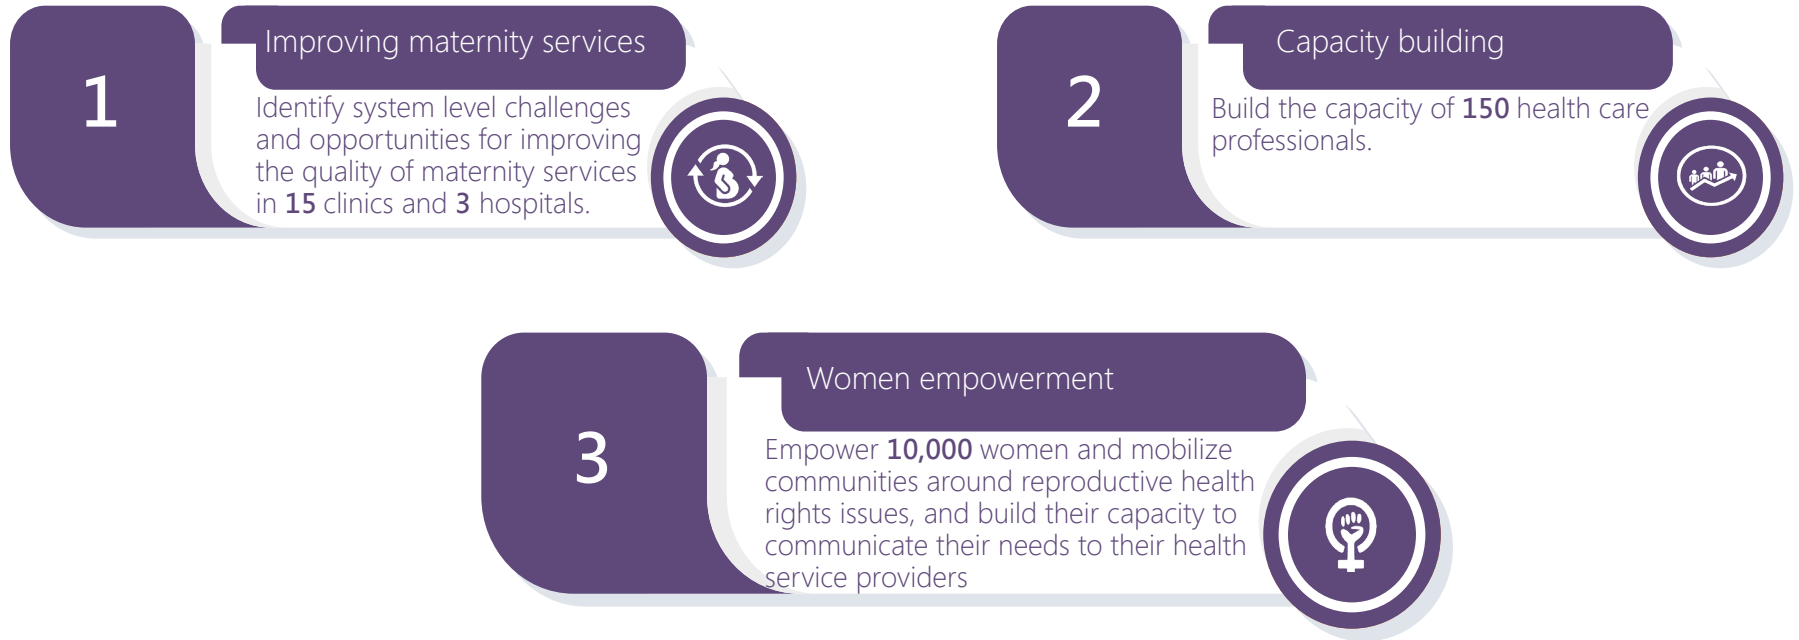 1
Improving maternity services
Identify system level challenges
and opportunities for improving
the quality of maternity services
in 15 clinics and 3 hospitals.
2
Capacity building
Build the capacity of 150 health care
professionals.
3
Women empowerment
Empower 10,000 women and mobilize
communities around reproductive health
rights issues, and build their capacity to
communicate their needs to their health
service providers